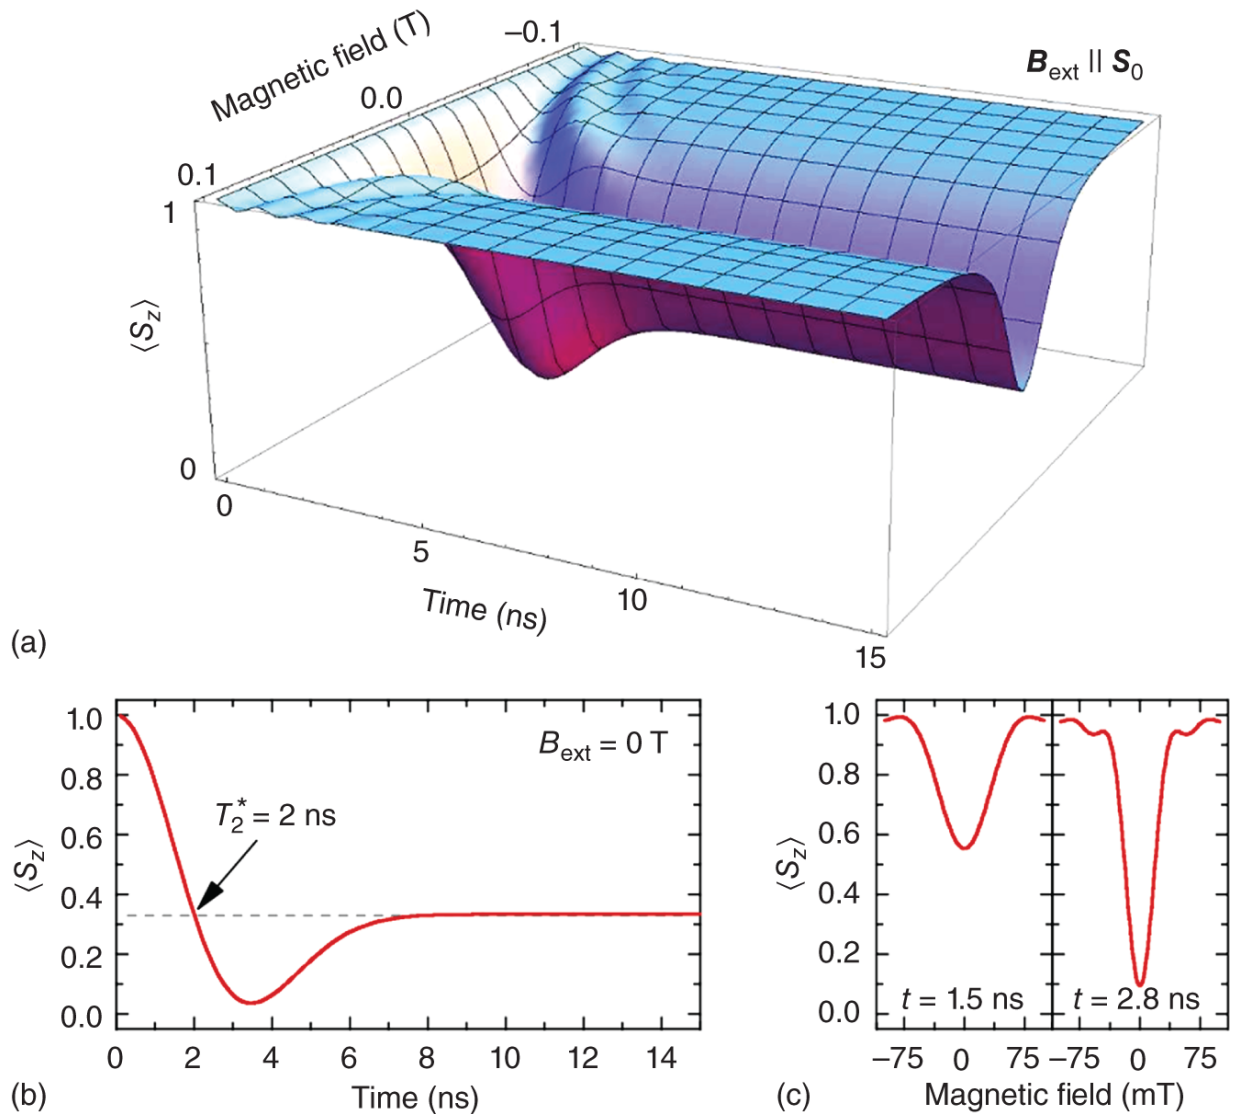 Magnetic field (T)
−0.1
0.0
0.1
B_ext || S_0
1
⟨S_z⟩
0
0
5
10
15
Time (ns)
(a)
1.0
0.8
0.6
0.4
0.2
0.0
⟨S_z⟩
B_ext = 0 T
T_2^* = 2 ns
0 2 4 6 8 10 12 14
Time (ns)
(b)
1.0
0.8
0.6
0.4
0.2
0.0
⟨S_z⟩
t = 1.5 ns t = 2.8 ns
−75 0 75 −75 0 75
Magnetic field (mT)
(c)